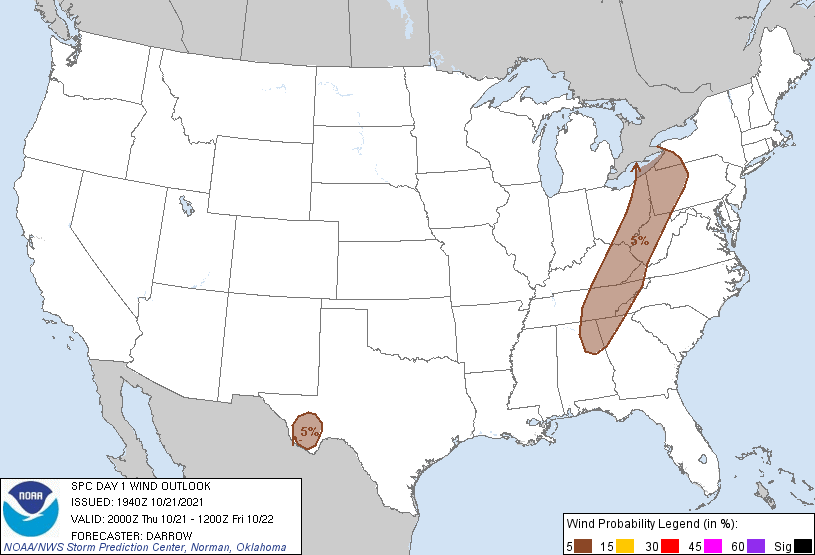 5%
5%
NOAA
SPC DAY 1 WIND OUTLOOK
ISSUED: 1940Z 10/21/2021
VALID: 2000Z Thu 10/21 - 1200Z Fri 10/22
FORECASTER: DARROW
NOAA/NWS Storm Prediction Center, Norman, Oklahoma
Wind Probability Legend (in %):
5 15 30 45 60 Sig